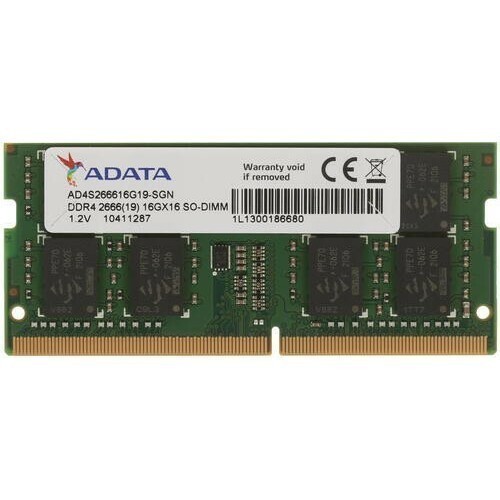 ADATA
AD4S266616G19-SGN
DDR4 2666(19) 16GX16 SO-DIMM
1.2V 10411287
Warranty void
if removed
CE
1L1300186680